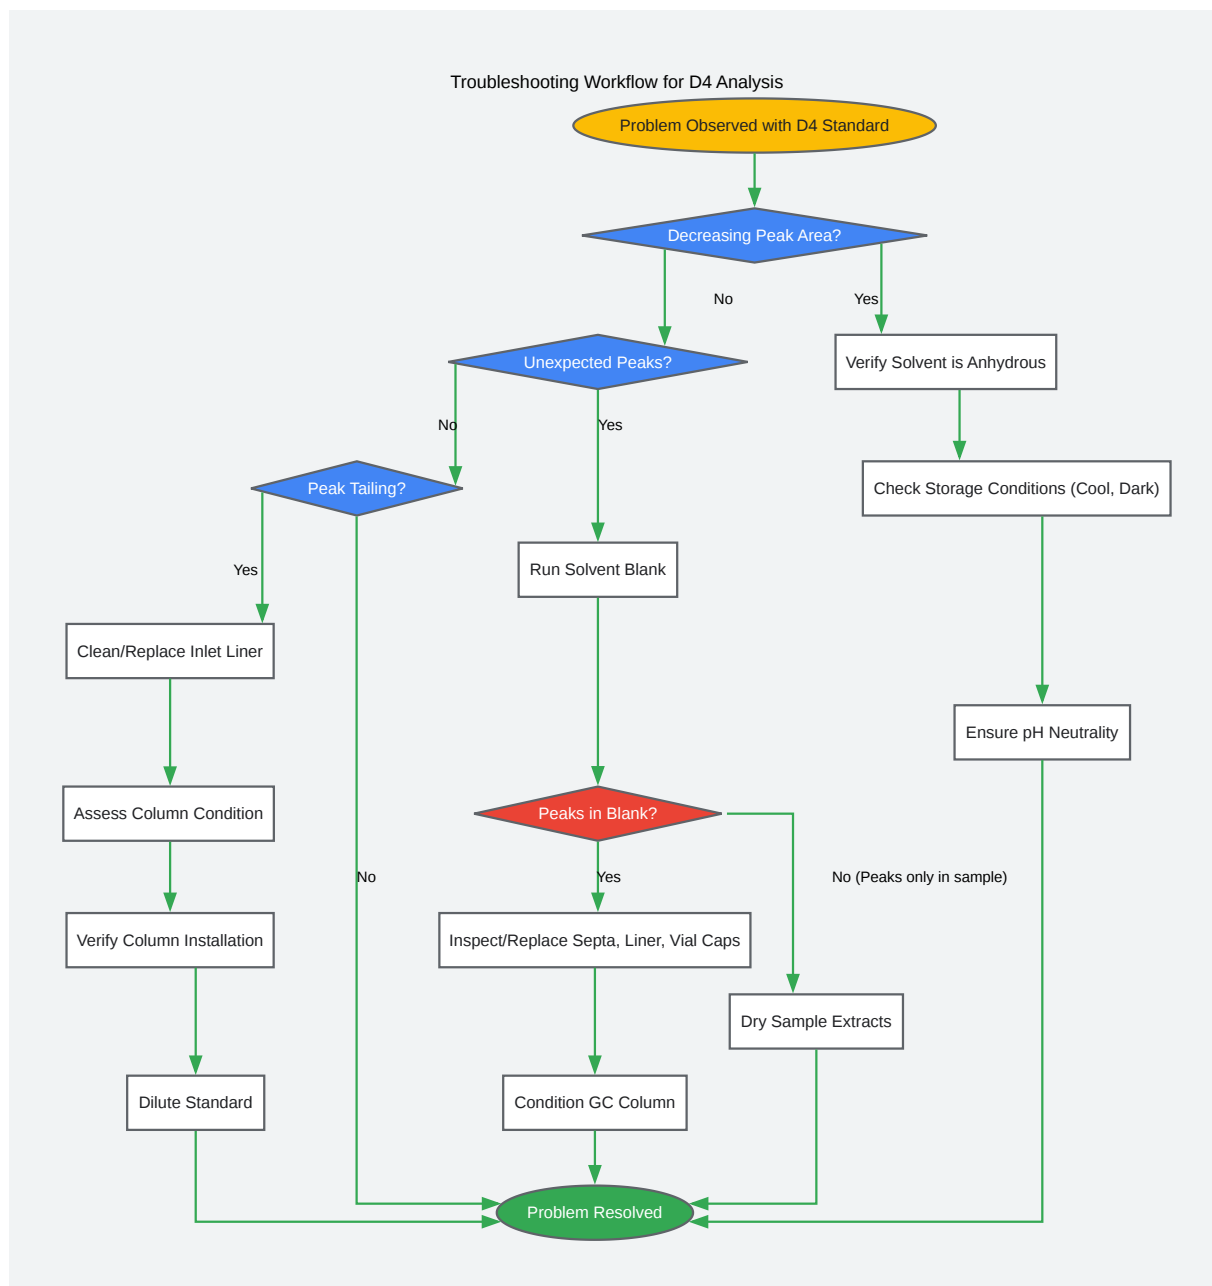 Troubleshooting Workflow for D4 Analysis
Problem Observed with D4 Standard
Decreasing Peak Area?
No
Yes
Unexpected Peaks?
Verify Solvent is Anhydrous
No
Yes
Peak Tailing?
Check Storage Conditions (Cool, Dark)
Yes
Run Solvent Blank
Clean/Replace Inlet Liner
Ensure pH Neutrality
Assess Column Condition
Peaks in Blank?
No
Yes
No (Peaks only in sample)
Verify Column Installation
Inspect/Replace Septa, Liner, Vial Caps
Dry Sample Extracts
Dilute Standard
Condition GC Column
Problem Resolved